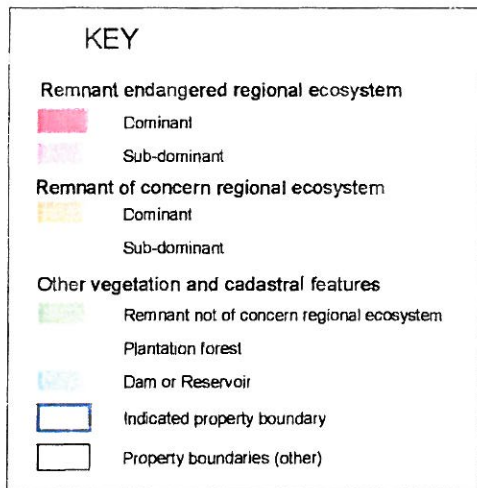 KEY
Remnant endangered regional ecosystem
Dominant
Sub-dominant
Remnant of concern regional ecosystem
Dominant
Sub-dominant
Other vegetation and cadastral features
Remnant not of concern regional ecosystem
Plantation forest
Dam or Reservoir
Indicated property boundary
Property boundaries (other)